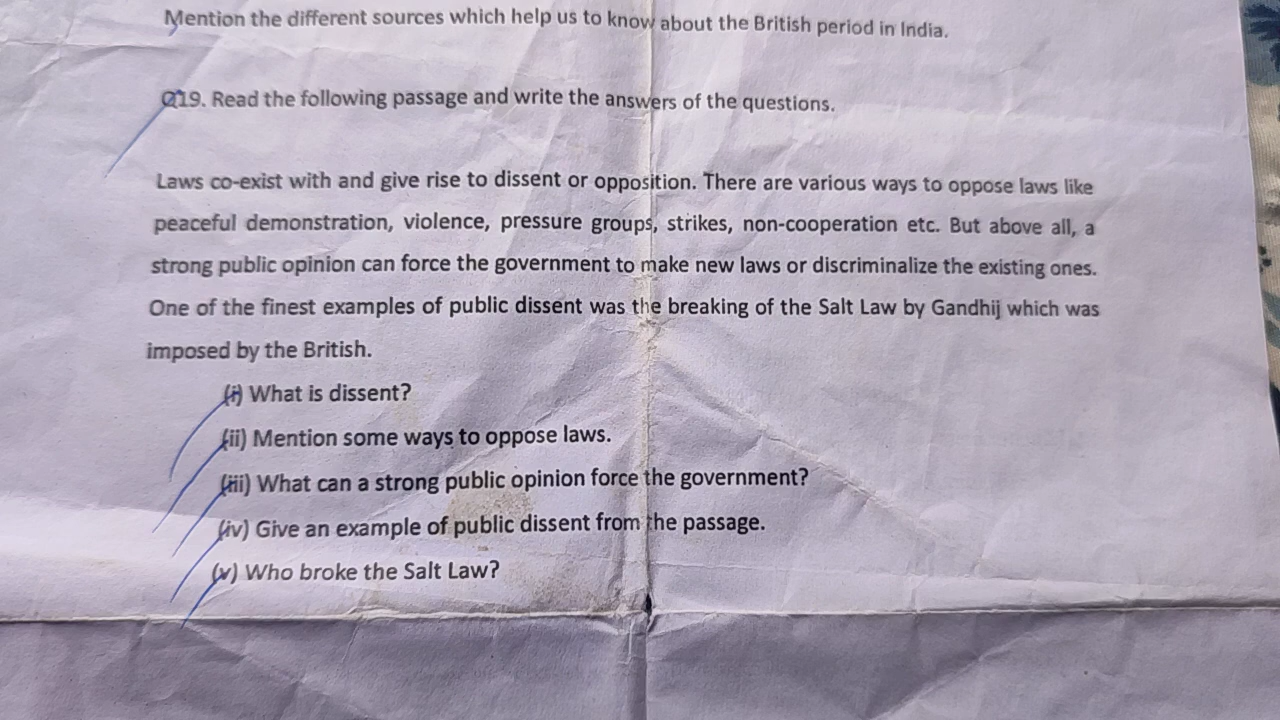 Mention the different sources which help us to know about the British period in India.
Q19. Read the following passage and write the answers of the questions.
Laws co-exist with and give rise to dissent or opposition. There are various ways to oppose laws like
peaceful demonstration, violence, pressure groups, strikes, non-cooperation etc. But above all, a
strong public opinion can force the government to make new laws or discriminalize the existing ones.
One of the finest examples of public dissent was the breaking of the Salt Law by Gandhij which was
imposed by the British.
(i) What is dissent?
(ii) Mention some ways to oppose laws.
(iii) What can a strong public opinion force the government?
(iv) Give an example of public dissent from the passage.
(v) Who broke the Salt Law?